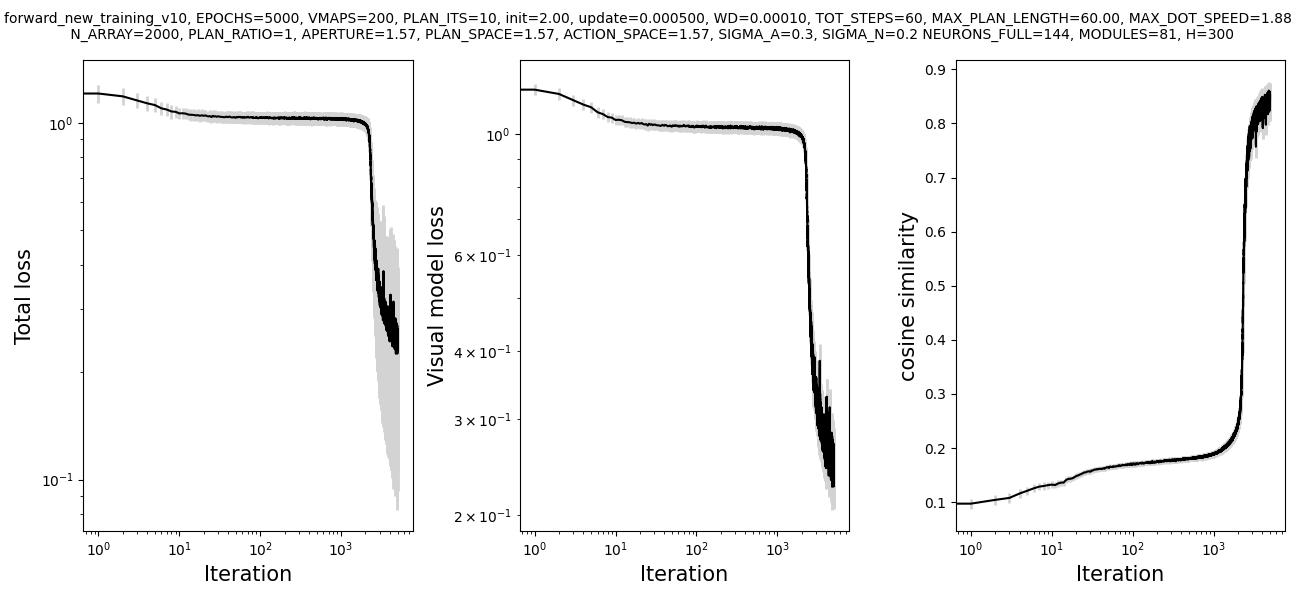 forward_new_training_v10, EPOCHS=5000, VMAPS=200, PLAN_ITS=10, init=2.00, update=0.000500, WD=0.00010, TOT_STEPS=60, MAX_PLAN_LENGTH=60.00, MAX_DOT_SPEED=1.88
N_ARRAY=2000, PLAN_RATIO=1, APERTURE=1.57, PLAN_SPACE=1.57, ACTION_SPACE=1.57, SIGMA_A=0.3, SIGMA_N=0.2 NEURONS_FULL=144, MODULES=81, H=300
Total loss
10⁰
10⁻¹
10⁰
10¹
10²
10³
Iteration
Visual model loss
10⁰
6 × 10⁻¹
4 × 10⁻¹
3 × 10⁻¹
2 × 10⁻¹
10⁰
10¹
10²
10³
Iteration
cosine similarity
0.9
0.8
0.7
0.6
0.5
0.4
0.3
0.2
0.1
10⁰
10¹
10²
10³
Iteration